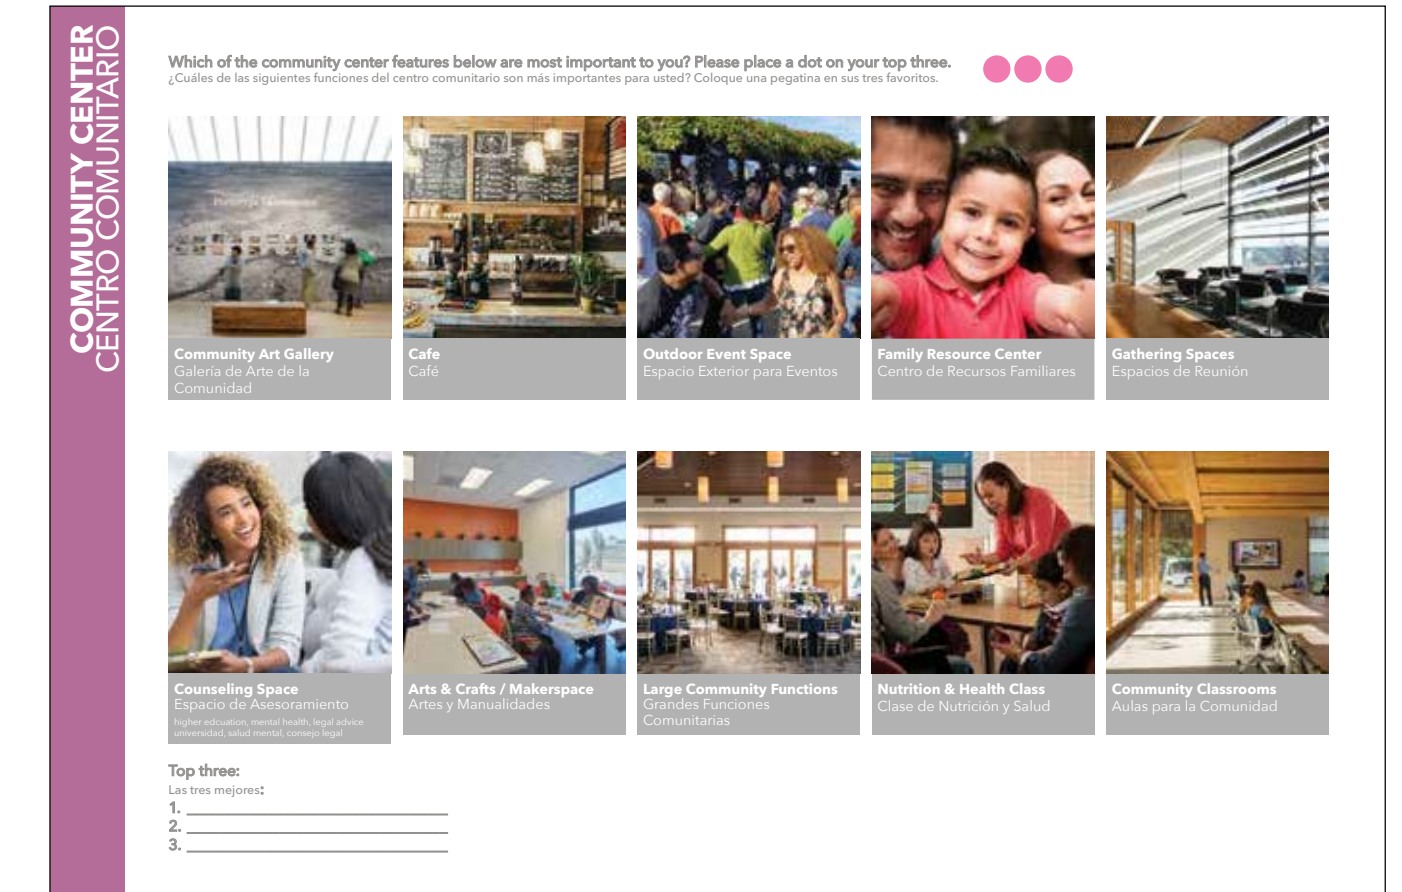 COMMUNITY CENTER
CENTRO COMUNITARIO
Which of the community center features below are most important to you? Please place a dot on your top three.
¿Cuáles de las siguientes funciones del centro comunitario son más importantes para usted? Coloque una pegatina en sus tres favoritos.
Community Art Gallery
Galería de Arte de la
Comunidad
Cafe
Café
Outdoor Event Space
Espacio Exterior para Eventos
Family Resource Center
Centro de Recursos Familiares
Gathering Spaces
Espacios de Reunión
Counseling Space
Espacio de Asesoramiento
higher edcuation, mental health, legal advice
universidad, salud mental, consejo legal
Arts & Crafts / Makerspace
Artes y Manualidades
Large Community Functions
Grandes Funciones
Comunitarias
Nutrition & Health Class
Clase de Nutrición y Salud
Community Classrooms
Aulas para la Comunidad
Top three:
Las tres mejores:
1.
2.
3.